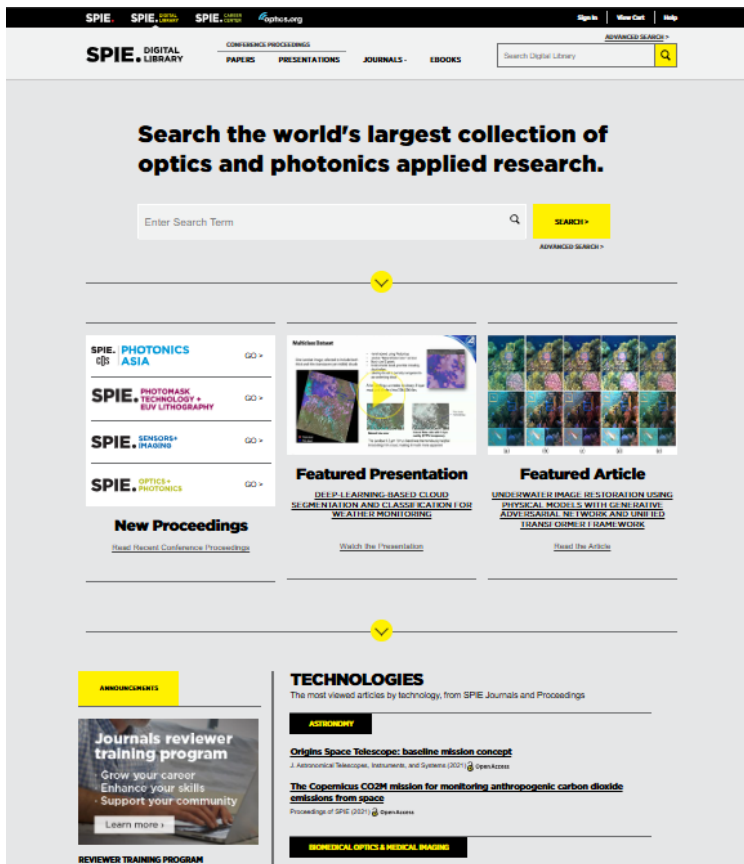 SPIE.
SPIE. DIGITAL LIBRARY
SPIE. CAREER CENTER
optics.org
Sign In
View Cart
Help
SPIE. DIGITAL LIBRARY
CONFERENCE PROCEEDINGS
PAPERS
PRESENTATIONS
JOURNALS
EBOOKS
ADVANCED SEARCH >
Search Digital Library
Search the world's largest collection of
optics and photonics applied research.
Enter Search Term
SEARCH >
ADVANCED SEARCH >
SPIE. PHOTONICS
ASIA
GO >
SPIE. PHOTOMASK
TECHNOLOGY +
EUV LITHOGRAPHY
GO >
SPIE. SENSORS+
IMAGING
GO >
SPIE. OPTICS+
PHOTONICS
GO >
New Proceedings
Read Recent Conference Proceedings
Multiclass Dataset
Featured Presentation
DEEP-LEARNING-BASED CLOUD
SEGMENTATION AND CLASSIFICATION FOR
WEATHER MONITORING
Watch the Presentation
Featured Article
UNDERWATER IMAGE RESTORATION USING
PHYSICAL MODELS WITH GENERATIVE
ADVERSARIAL NETWORK AND UNIFIED
TRANSFORMER FRAMEWORK
Read the Article
ANNOUNCEMENTS
Journals reviewer
training program
· Grow your career
· Enhance your skills
· Support your community
Learn more ›
REVIEWER TRAINING PROGRAM
TECHNOLOGIES
The most viewed articles by technology, from SPIE Journals and Proceedings
ASTRONOMY
Origins Space Telescope: baseline mission concept
J. Astronomical Telescopes, Instruments, and Systems (2021) Open Access
The Copernicus CO2M mission for monitoring anthropogenic carbon dioxide
emissions from space
Proceedings of SPIE (2021) Open Access
BIOMEDICAL OPTICS & MEDICAL IMAGING